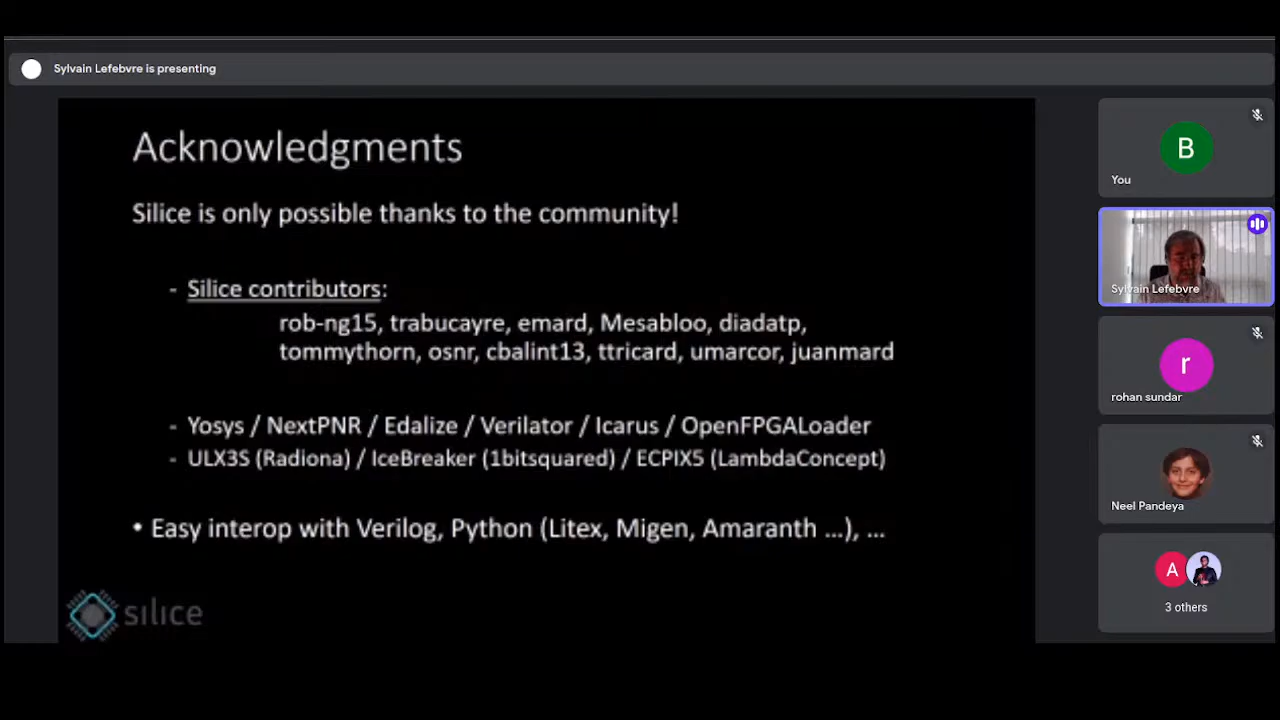 Sylvain Lefebvre is presenting
Acknowledgments
Silice is only possible thanks to the community!
- Silice contributors:
rob-ng15, trabucayre, emard, Mesabloo, diadatp,
tommythorn, osnr, cbalint13, ttricard, umarcor, juanmard
- Yosys / NextPNR / Edalize / Verilator / Icarus / OpenFPGALoader
- ULX3S (Radiona) / IceBreaker (1bitsquared) / ECPIX5 (LambdaConcept)
• Easy interop with Verilog, Python (Litex, Migen, Amaranth ...), ...
silice
B
You
Sylvain Lefebvre
r
rohan sundar
Neel Pandeya
A
3 others